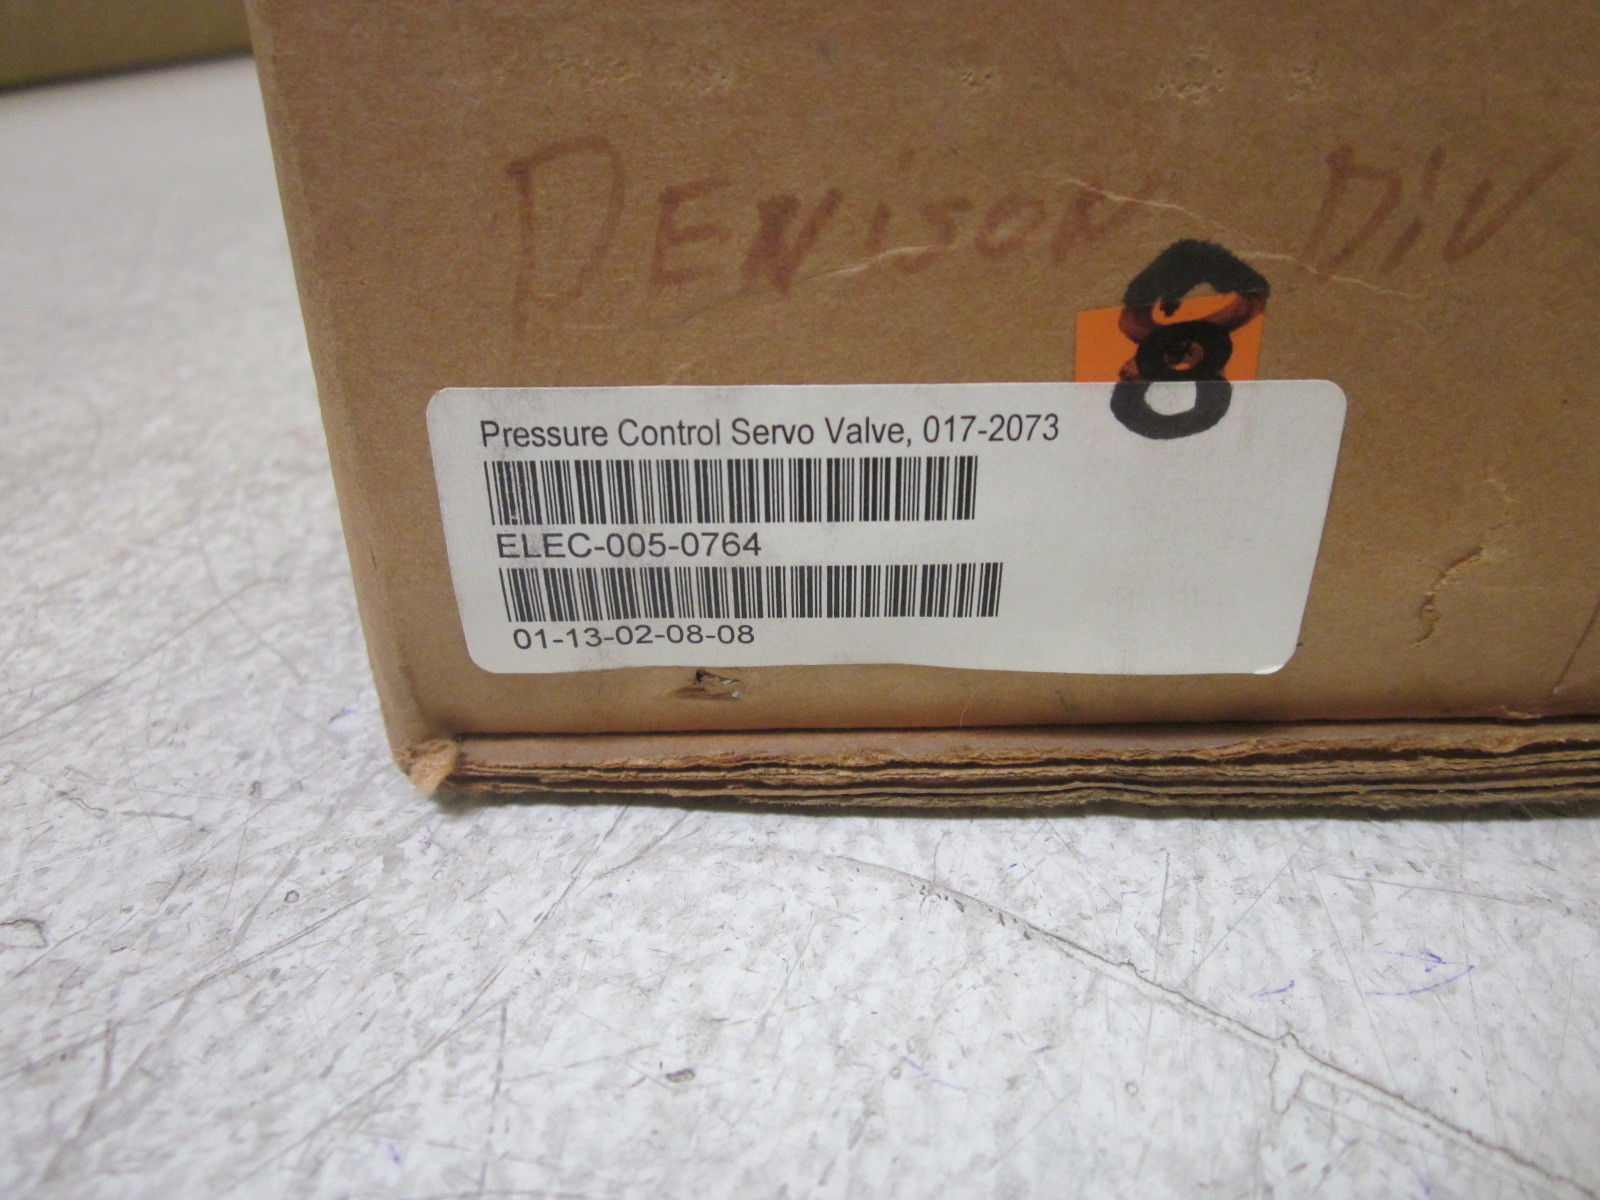 DENISON DIV
8
Pressure Control Servo Valve, 017-2073
ELEC-005-0764
01-13-02-08-08